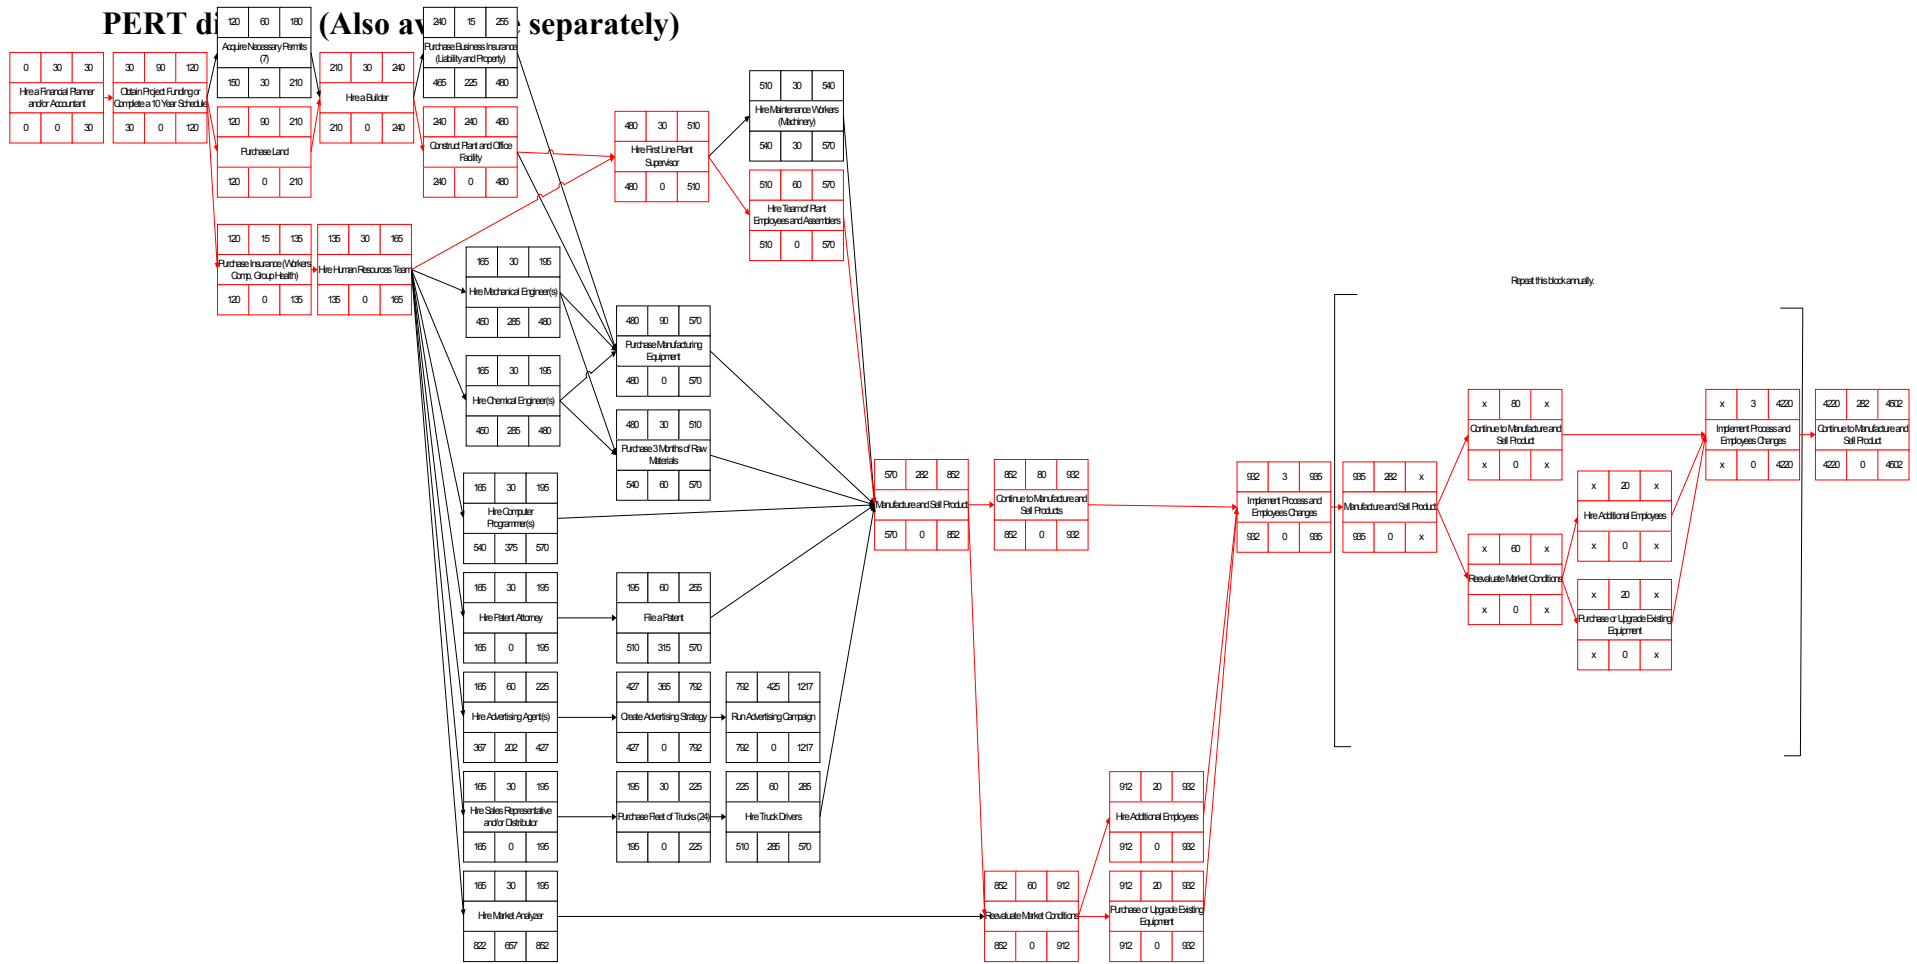 PERT di (Also av e separately)
120 60 180
Acquire Necessary Permits
(7)
150 30 210
240 15 255
Purchase Business Insurance
(Liability and Property)
465 225 480
0 30 30
Hire a Financial Planner
and/or Accountant
0 0 30
30 90 120
Obtain Project Funding or
Complete a 10 Year Schedule
30 0 120
210 30 240
Hire a Builder
210 0 240
120 90 210
Purchase Land
120 0 210
240 240 480
Construct Plant and Office
Facility
240 0 480
480 30 510
Hire First Line Plant
Supervisor
480 0 510
510 30 540
Hire Maintenance Workers
(Machinery)
540 30 570
510 60 570
Hire Team of Plant
Employees and Assemblers
510 0 570
120 15 135
Purchase Insurance (Workers
Comp, Group Health)
120 0 135
135 30 165
Hire Human Resources Team
135 0 165
165 30 195
Hire Mechanical Engineer(s)
450 285 480
165 30 195
Hire Chemical Engineer(s)
450 285 480
480 90 570
Purchase Manufacturing
Equipment
480 0 570
480 30 510
Purchase 3 Months of Raw
Materials
540 60 570
165 30 195
Hire Computer
Programmer(s)
540 375 570
165 30 195
Hire Patent Attorney
165 0 195
195 60 255
File a Patent
510 315 570
165 60 225
Hire Advertising Agent(s)
367 202 427
427 365 792
Create Advertising Strategy
427 0 792
792 425 1217
Run Advertising Campaign
792 0 1217
165 30 195
Hire Sales Representative
and/or Distributor
165 0 195
195 30 225
Purchase Fleet of Trucks (24)
195 0 225
225 60 285
Hire Truck Drivers
510 285 570
165 30 195
Hire Market Analyzer
822 657 852
570 282 852
Manufacture and Sell Product
570 0 852
852 80 932
Continue to Manufacture and
Sell Products
852 0 932
852 60 912
Reevaluate Market Conditions
852 0 912
912 20 932
Hire Additional Employees
912 0 932
912 20 932
Purchase or Upgrade Existing
Equipment
912 0 932
932 3 935
Implement Process and
Employees Changes
932 0 935
Repeat this block annually.
935 282 x
Manufacture and Sell Product
935 0 x
x 80 x
Continue to Manufacture and
Sell Product
x 0 x
x 60 x
Reevaluate Market Conditions
x 0 x
x 20 x
Hire Additional Employees
x 0 x
x 20 x
Purchase or Upgrade Existing
Equipment
x 0 x
x 3 4220
Implement Process and
Employees Changes
x 0 4220
4220 282 4502
Continue to Manufacture and
Sell Product
4220 0 4502